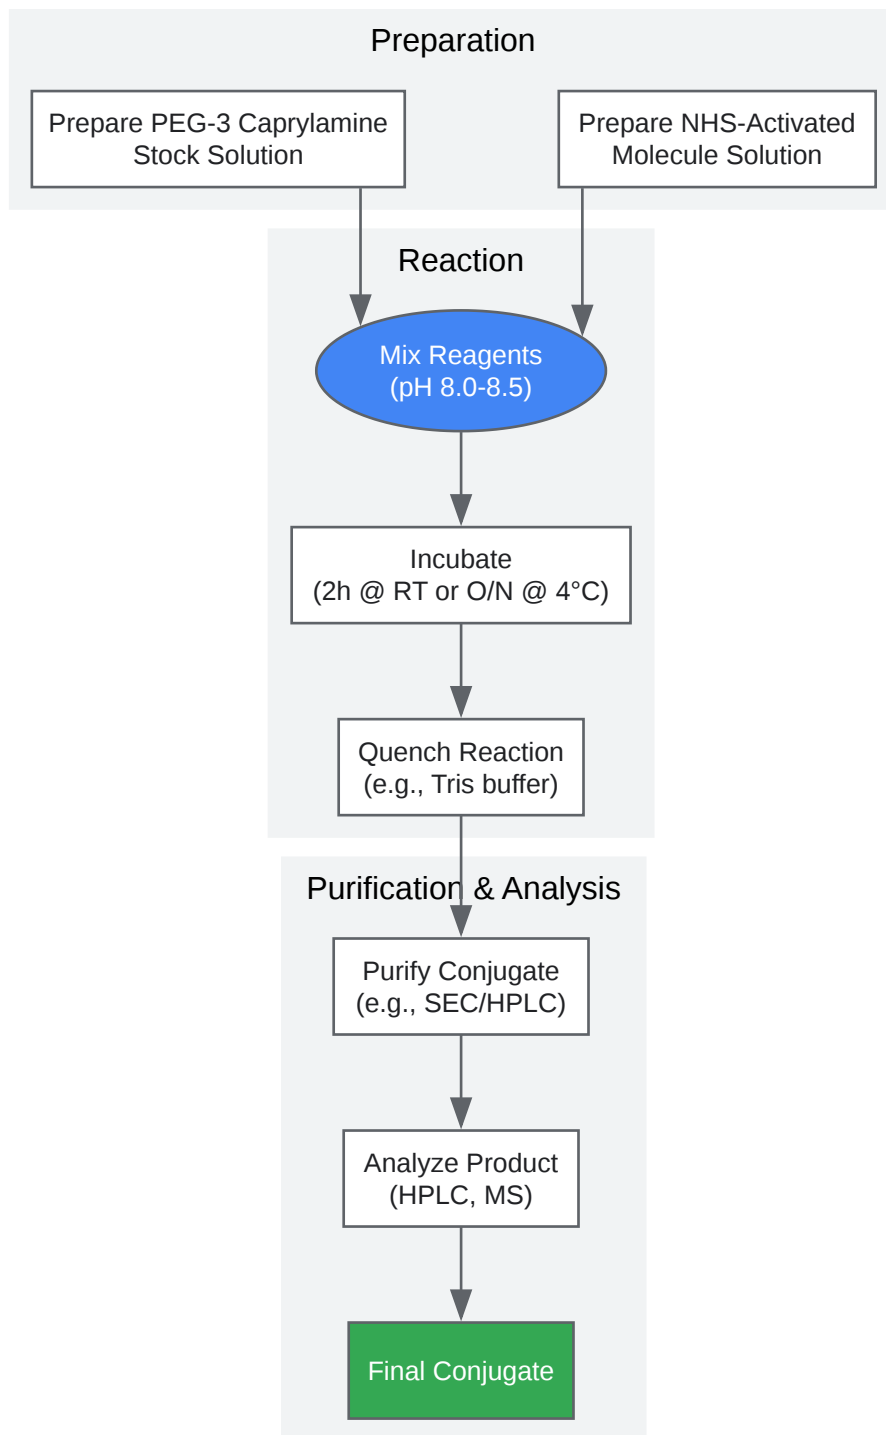 Preparation
Prepare PEG-3 Caprylamine
Stock Solution
Prepare NHS-Activated
Molecule Solution
Reaction
Mix Reagents
(pH 8.0-8.5)
Incubate
(2h @ RT or O/N @ 4°C)
Quench Reaction
(e.g., Tris buffer)
Purification & Analysis
Purify Conjugate
(e.g., SEC/HPLC)
Analyze Product
(HPLC, MS)
Final Conjugate